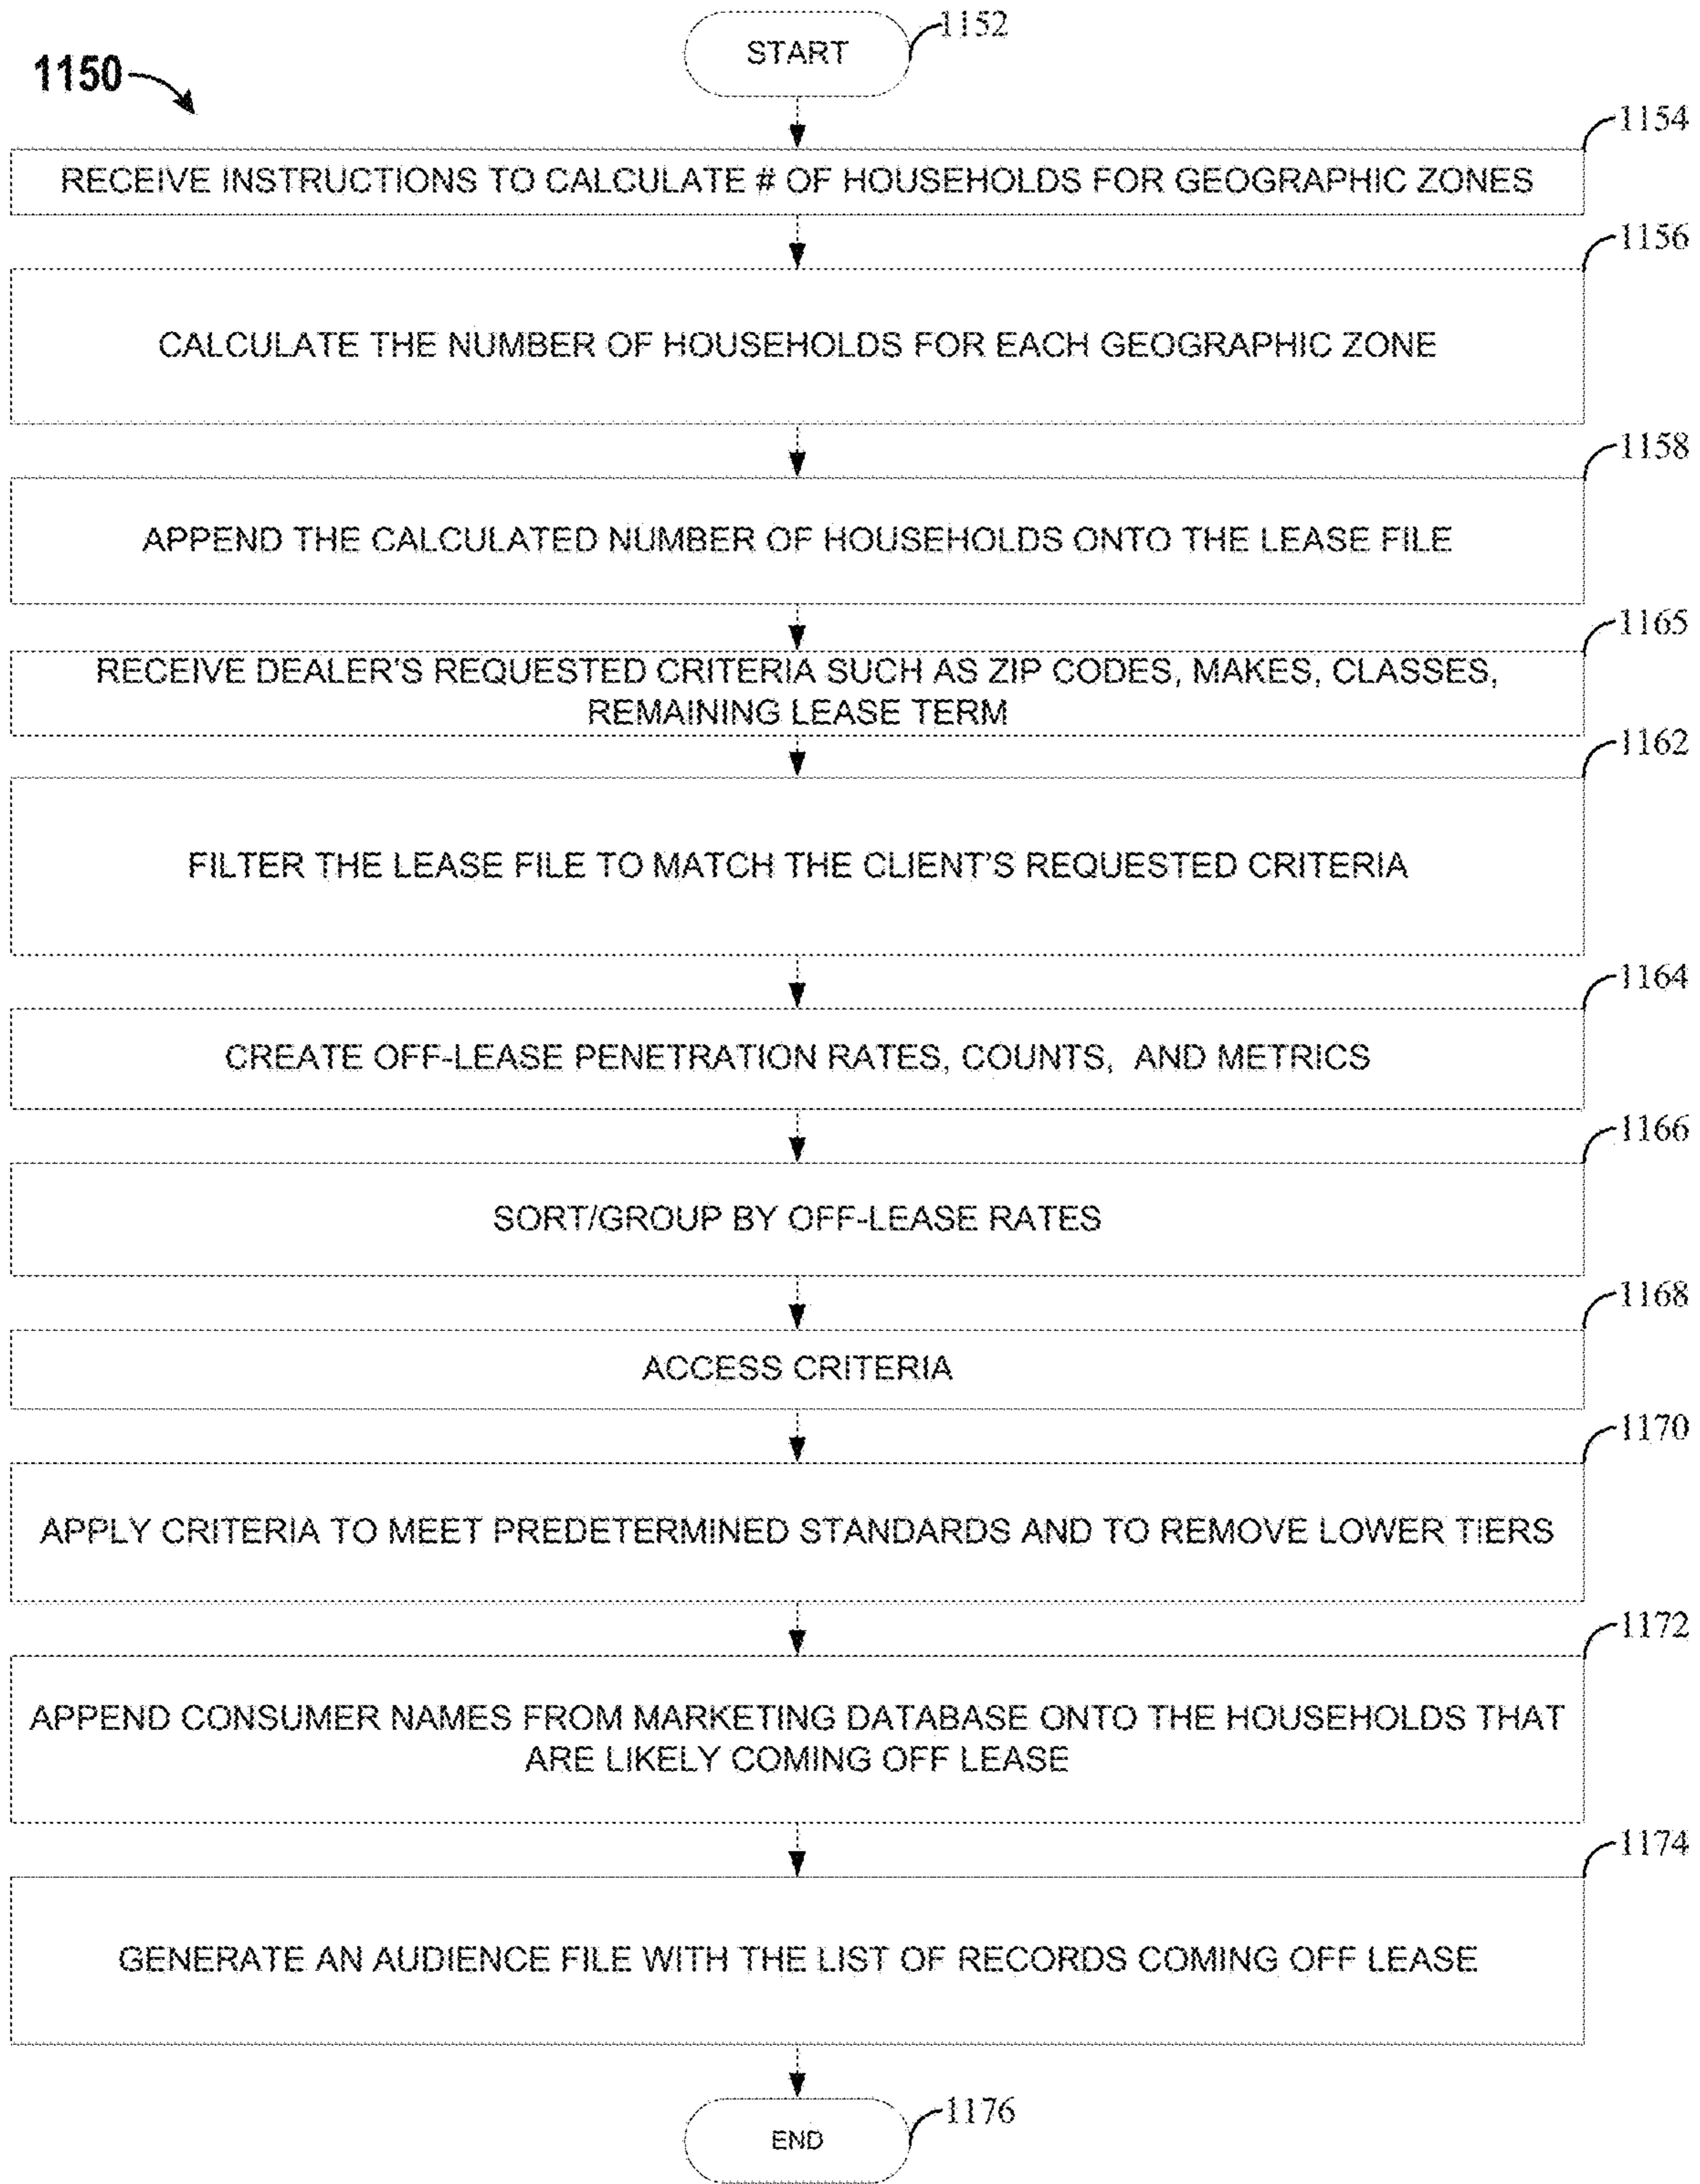 1152
START
1150
1154
RECEIVE INSTRUCTIONS TO CALCULATE # OF HOUSEHOLDS FOR GEOGRAPHIC ZONES
1156
CALCULATE THE NUMBER OF HOUSEHOLDS FOR EACH GEOGRAPHIC ZONE
1158
APPEND THE CALCULATED NUMBER OF HOUSEHOLDS ONTO THE LEASE FILE
1165
RECEIVE DEALER'S REQUESTED CRITERIA SUCH AS ZIP CODES, MAKES, CLASSES,
REMAINING LEASE TERM
1162
FILTER THE LEASE FILE TO MATCH THE CLIENT'S REQUESTED CRITERIA
1164
CREATE OFF-LEASE PENETRATION RATES, COUNTS, AND METRICS
1166
SORT/GROUP BY OFF-LEASE RATES
1168
ACCESS CRITERIA
1170
APPLY CRITERIA TO MEET PREDETERMINED STANDARDS AND TO REMOVE LOWER TIERS
1172
APPEND CONSUMER NAMES FROM MARKETING DATABASE ONTO THE HOUSEHOLDS THAT
ARE LIKELY COMING OFF LEASE
1174
GENERATE AN AUDIENCE FILE WITH THE LIST OF RECORDS COMING OFF LEASE
1176
END